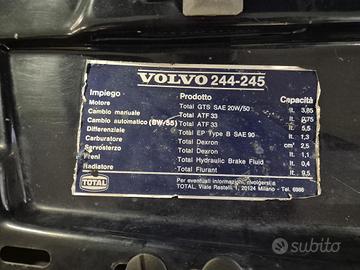 VOLVO 244-245
Impiego Prodotto Capacità
Motore Total GTS SAE 20W/50 lt. 3,85
Cambio manuale Total ATF 33 lt. 0,75
Cambio automatico (BW/55) Total ATF 33 lt. 5,5
Differenziale Total EP Type B SAE 90 lt. 1,3
Carburatore Total Dexron cm³ 2,5
Servosterzo Total Dexron lt. 1,1
Freni Total Hydraulic Brake Fluid lt. 0,4
Radiatore Total Flurant lt. 9,5
TOTAL
Per eventuali informazioni, rivolgersi a
TOTAL, Viale Restelli 1, 20124 Milano - Tel.
subito